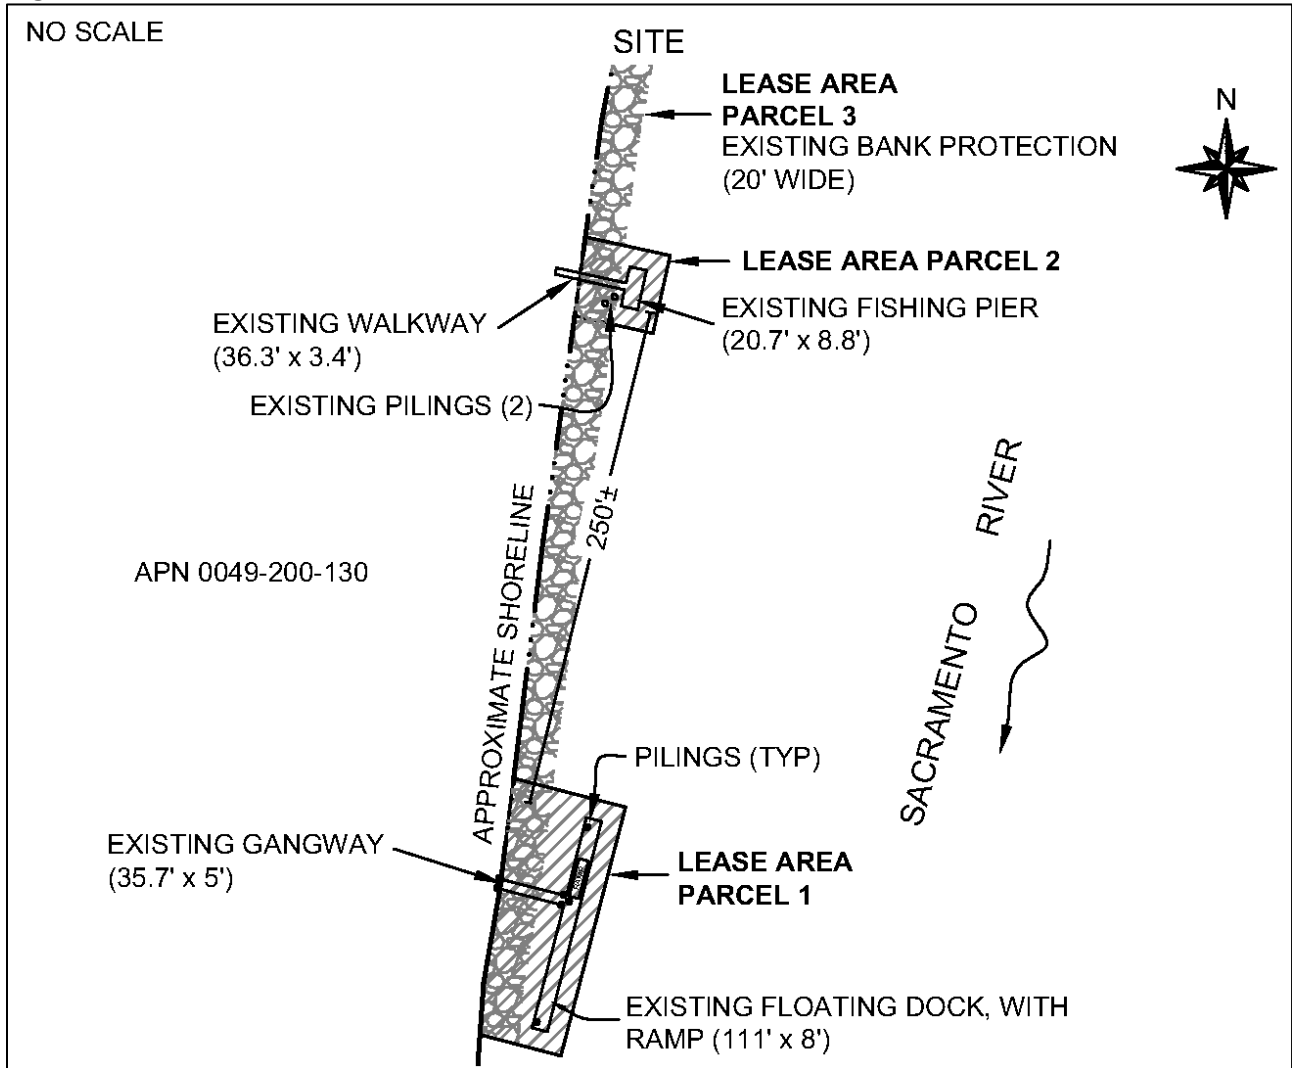 NO SCALE
SITE
LEASE AREA
PARCEL 3
EXISTING BANK PROTECTION
(20' WIDE)
N
LEASE AREA PARCEL 2
EXISTING WALKWAY
(36.3' x 3.4')
EXISTING FISHING PIER
(20.7' x 8.8')
EXISTING PILINGS (2)
250'±
APPROXIMATE SHORELINE
APN 0049-200-130
SACRAMENTO RIVER
PILINGS (TYP)
EXISTING GANGWAY
(35.7' x 5')
RAMP
LEASE AREA
PARCEL 1
EXISTING FLOATING DOCK, WITH
RAMP (111' x 8')